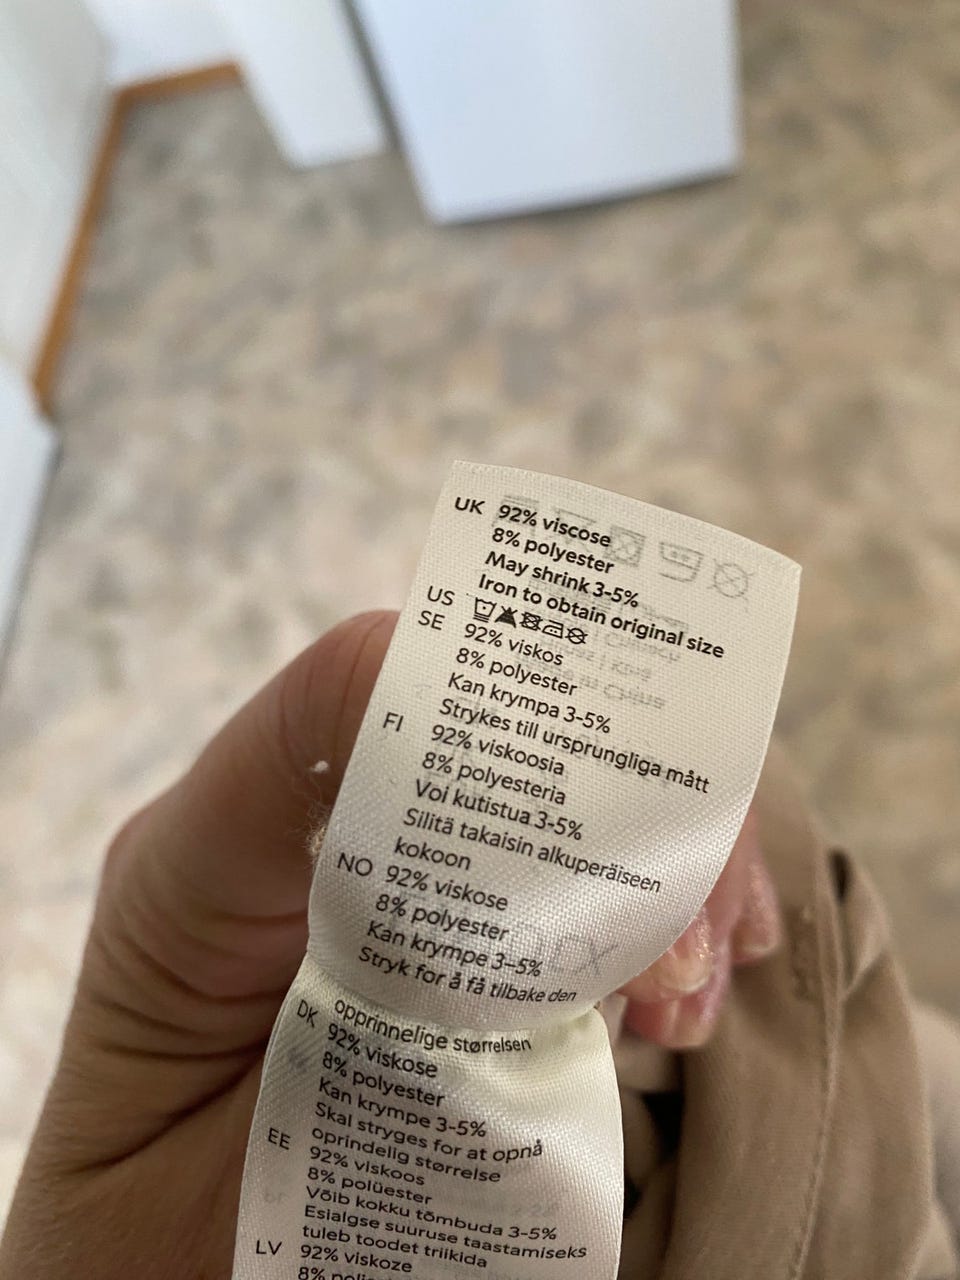 UK 92% viscose
8% polyester
May shrink 3-5%
Iron to obtain original size
US
SE 92% viskos
8% polyester
Kan krympa 3-5%
Strykes till ursprungliga mått
FI 92% viskoosia
8% polyesteria
Voi kutistua 3-5%
Silitä takaisin alkuperäiseen
kokoon
NO 92% viskose
8% polyester
Kan krympe 3–5%
Stryk for å få tilbake den
opprinnelige størrelsen
DK 92% viskose
8% polyester
Kan krympe 3-5%
Skal stryges for at opnå
oprindelig størrelse
EE 92% viskoos
8% polüester
Võib kokku tõmbuda 3-5%
Esialgse suuruse taastamiseks
tuleb toodet triikida
LV 92% viskoze
8%